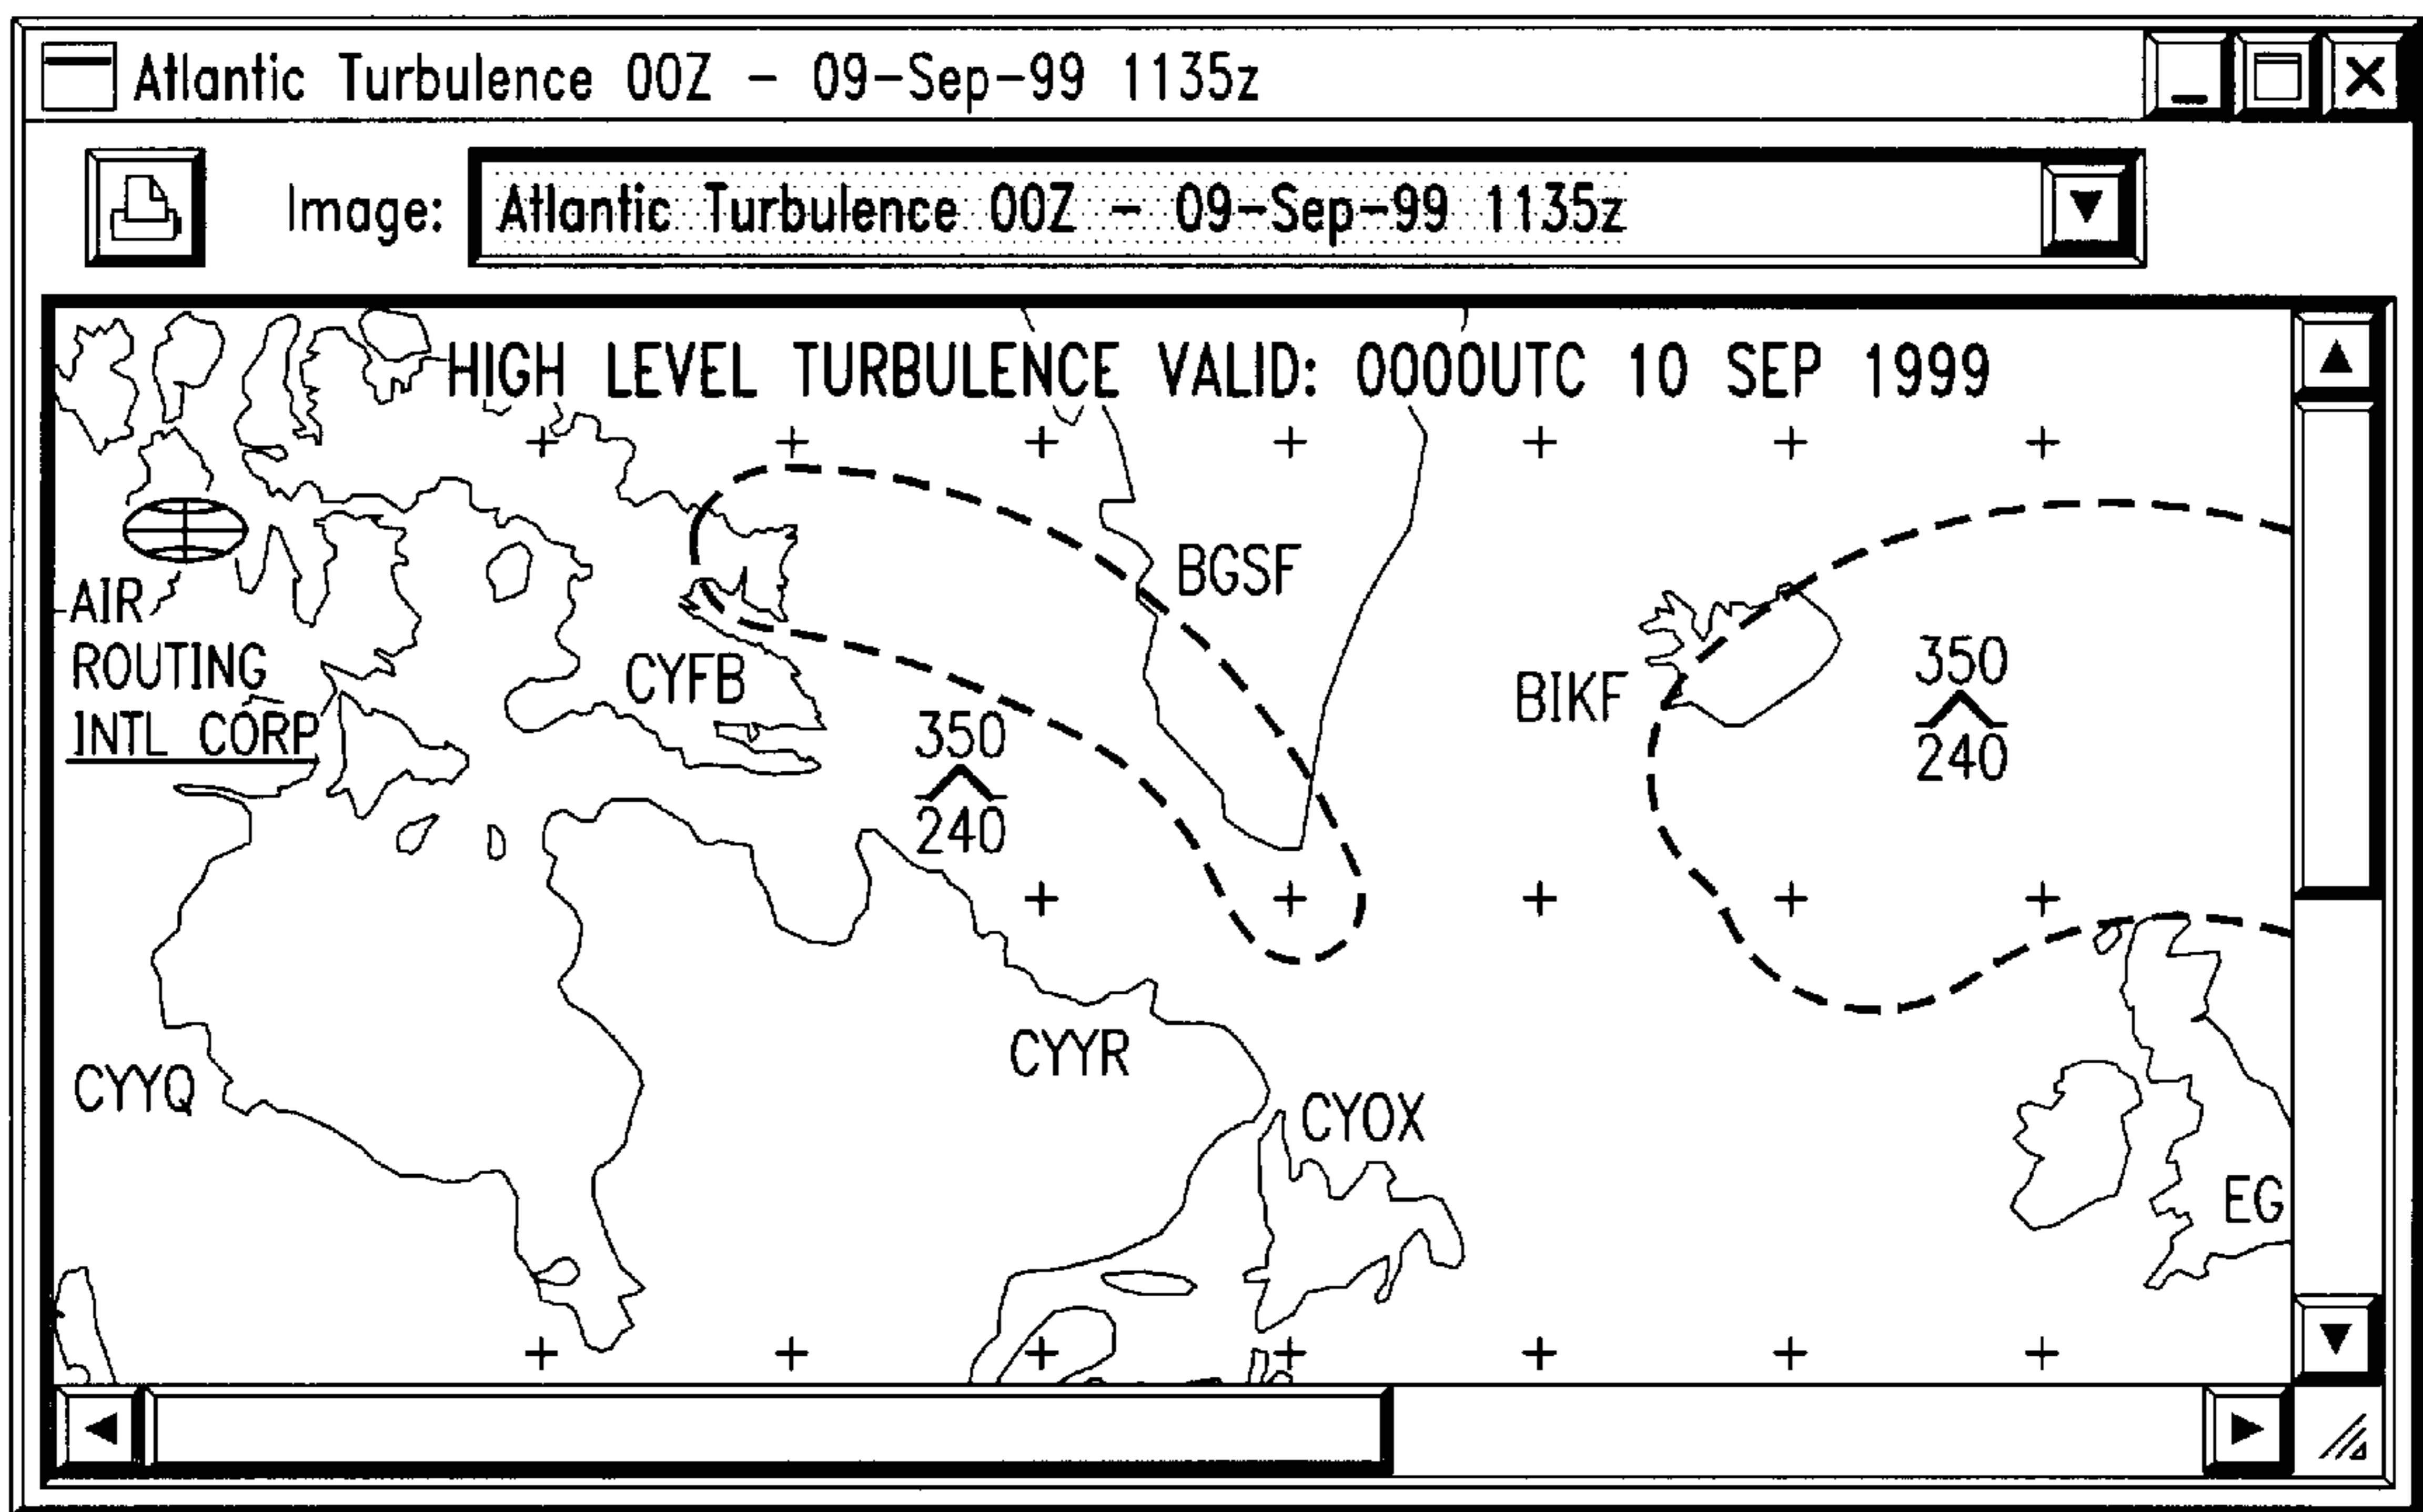 Atlantic Turbulence 00Z - 09-Sep-99 1135z
Image: Atlantic Turbulence 00Z - 09-Sep-99 1135z
HIGH LEVEL TURBULENCE VALID: 0000UTC 10 SEP 1999
BGSF
AIR
ROUTING
INTL CORP
CYFB
BIKF
350
240
350
240
CYYR
CYYQ
CYOX
EG